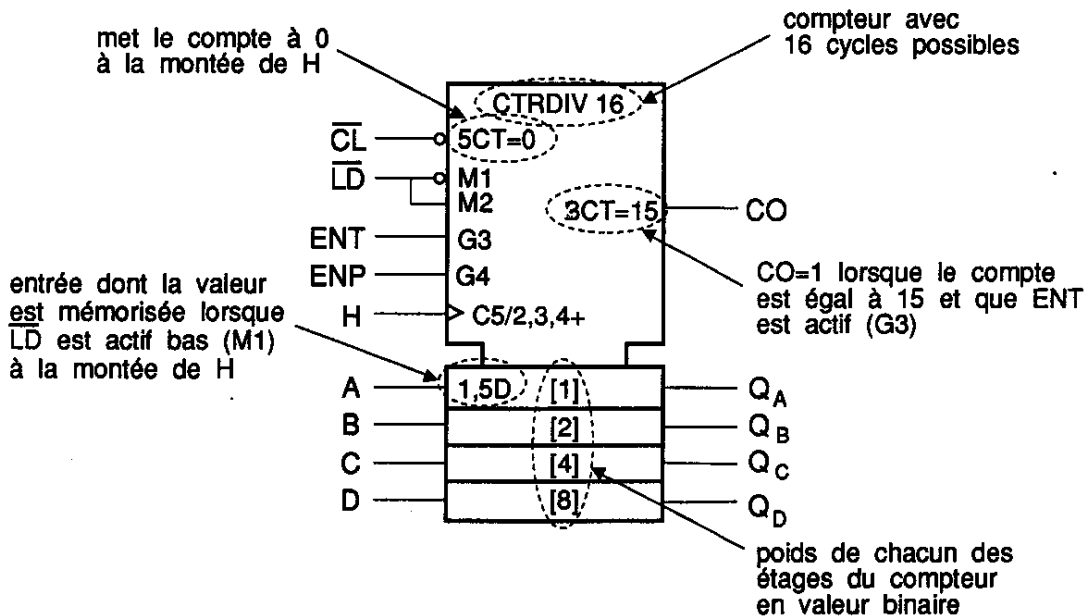 met le compte à 0
à la montée de H
compteur avec
16 cycles possibles
CTRDIV 16
CL
5CT=0
LD
M1
M2
3CT=15
CO
ENT
G3
ENP
G4
H
C5/2,3,4+
entrée dont la valeur
est mémorisée lorsque
LD est actif bas (M1)
à la montée de H
CO=1 lorsque le compte
est égal à 15 et que ENT
est actif (G3)
A
1,5D
[1]
QA
B
[2]
QB
C
[4]
QC
D
[8]
QD
poids de chacun des
étages du compteur
en valeur binaire